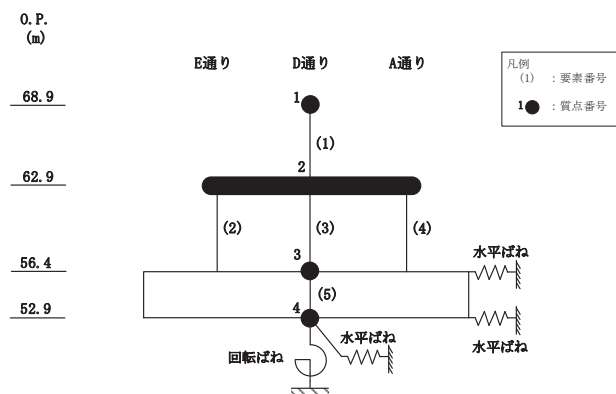 O.P.
(m)
E通り D通り A通り
凡例
(1) : 要素番号
1 : 質点番号
68.9
1
(1)
62.9
2
(2) (3) (4)
水平ばね
56.4
3
(5)
52.9
4
水平ばね
水平ばね
回転ばね